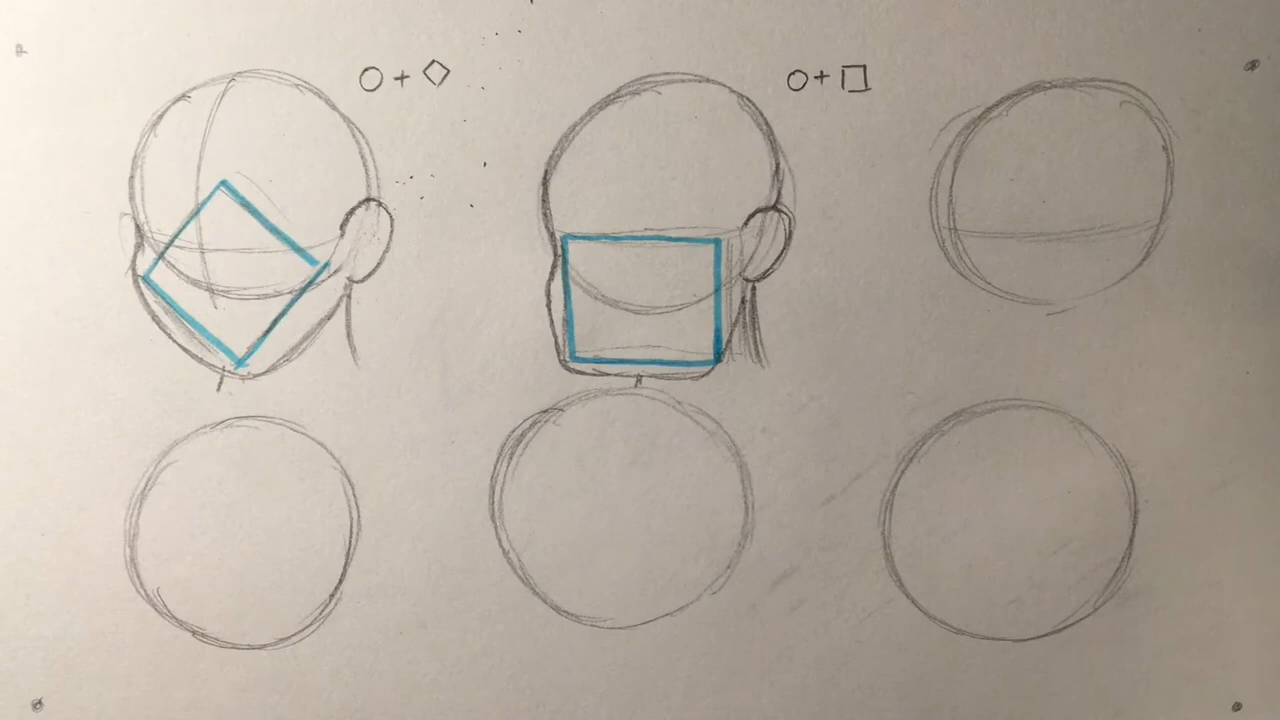 ○ + ◇
○ + □